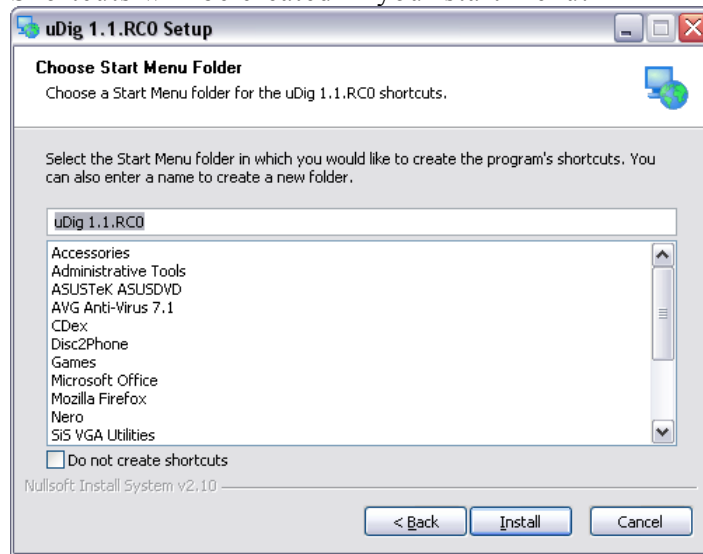 uDig 1.1.RC0 Setup
Choose Start Menu Folder
Choose a Start Menu folder for the uDig 1.1.RC0 shortcuts.
Select the Start Menu folder in which you would like to create the program's shortcuts. You
can also enter a name to create a new folder.
uDig 1.1.RC0
Accessories
Administrative Tools
ASUSTeK ASUSDVD
AVG Anti-Virus 7.1
CDex
Disc2Phone
Games
Microsoft Office
Mozilla Firefox
Nero
SiS VGA Utilities
Do not create shortcuts
Nullsoft Install System v2.10
< Back
Install
Cancel